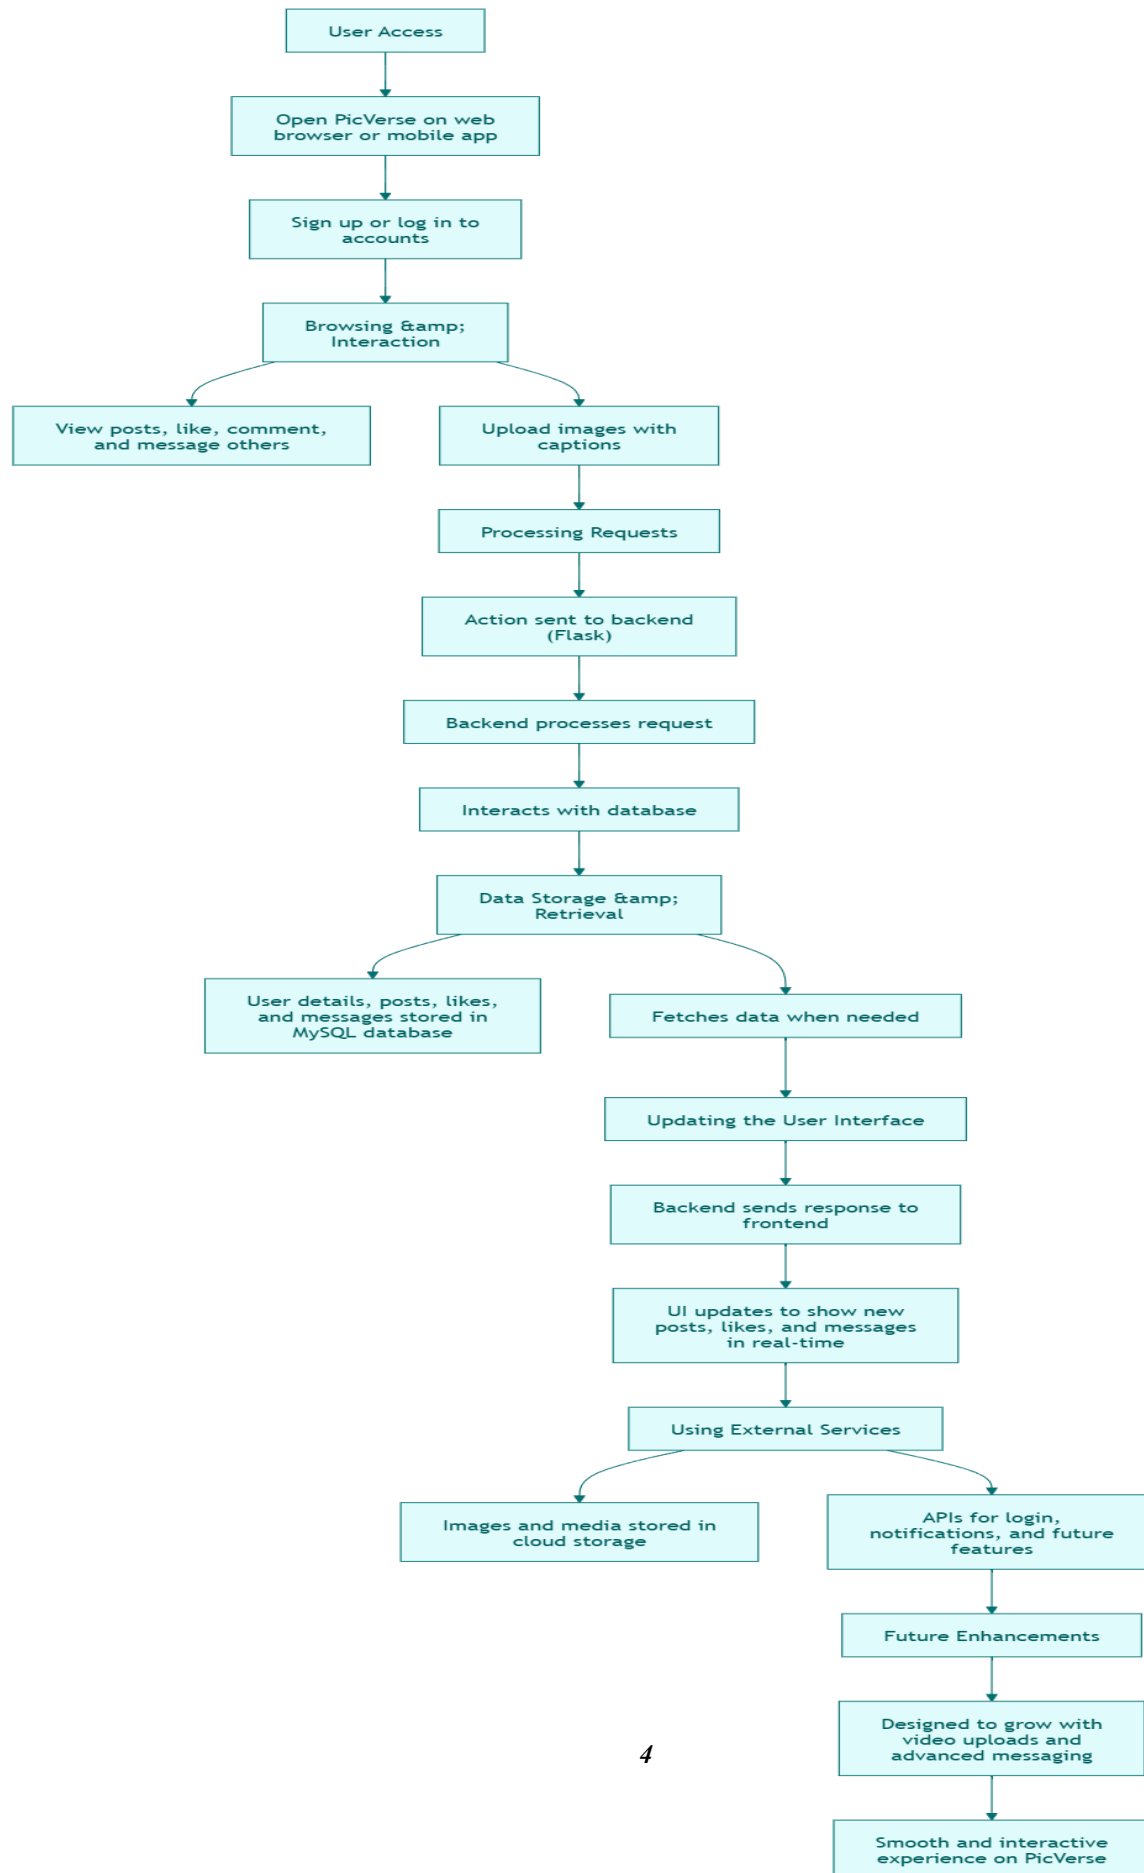 User Access
Open PicVerse on web
browser or mobile app
Sign up or log in to
accounts
Browsing &amp;
Interaction
View posts, like, comment,
and message others
Upload images with
captions
Processing Requests
Action sent to backend
(Flask)
Backend processes request
Interacts with database
Data Storage &amp;
Retrieval
User details, posts, likes,
and messages stored in
MySQL database
Fetches data when needed
Updating the User Interface
Backend sends response to
frontend
UI updates to show new
posts, likes, and messages
in real-time
Using External Services
Images and media stored in
cloud storage
APIs for login,
notifications, and future
features
Future Enhancements
Designed to grow with
video uploads and
advanced messaging
4
Smooth and interactive
experience on PicVerse